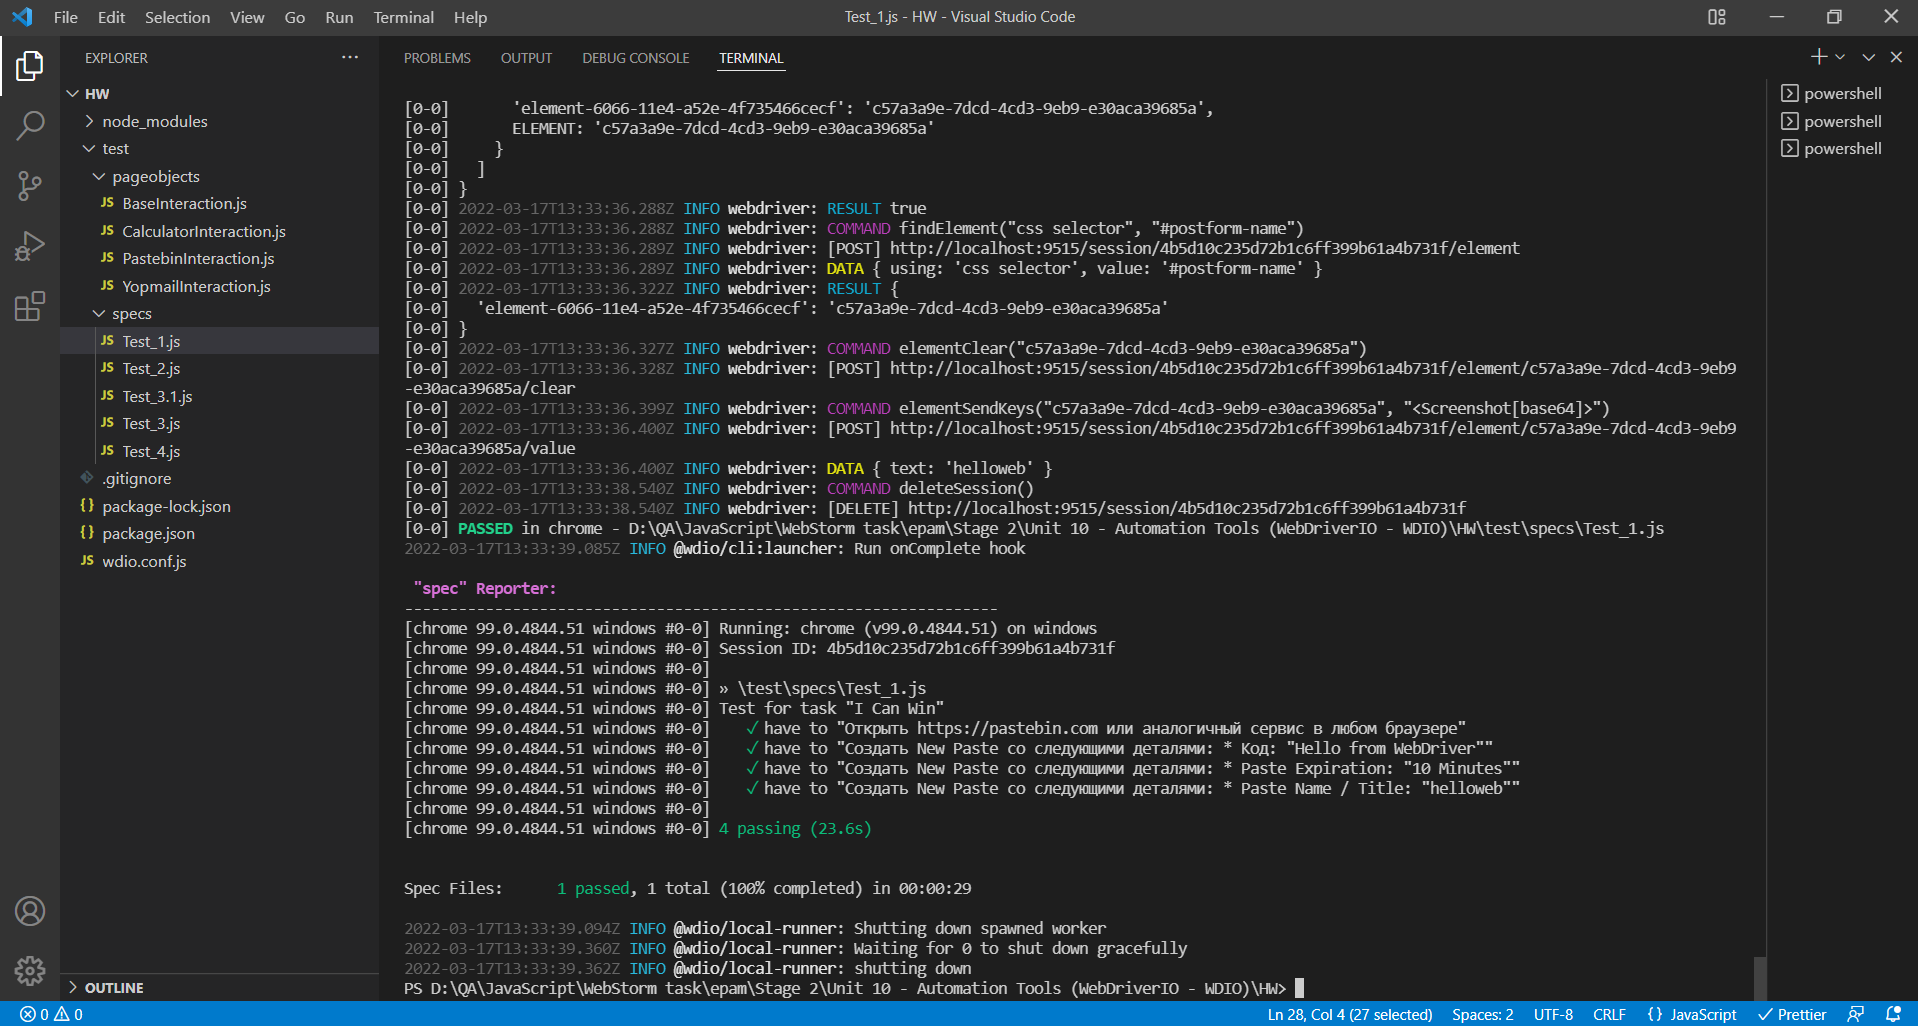 File Edit Selection View Go Run Terminal Help
Test_1.js - HW - Visual Studio Code
EXPLORER
HW
node_modules
test
pageobjects
JS BaseInteraction.js
JS CalculatorInteraction.js
JS PastebinInteraction.js
JS YopmailInteraction.js
specs
JS Test_1.js
JS Test_2.js
JS Test_3.1.js
JS Test_3.js
JS Test_4.js
.gitignore
{} package-lock.json
{} package.json
JS wdio.conf.js
OUTLINE
PROBLEMS OUTPUT DEBUG CONSOLE TERMINAL
[0-0]       'element-6066-11e4-a52e-4f735466cecf': 'c57a3a9e-7dcd-4cd3-9eb9-e30aca39685a',
[0-0]       ELEMENT: 'c57a3a9e-7dcd-4cd3-9eb9-e30aca39685a'
[0-0]     }
[0-0]   ]
[0-0] }
[0-0] 2022-03-17T13:33:36.288Z INFO webdriver: RESULT true
[0-0] 2022-03-17T13:33:36.288Z INFO webdriver: COMMAND findElement("css selector", "#postform-name")
[0-0] 2022-03-17T13:33:36.289Z INFO webdriver: [POST] http://localhost:9515/session/4b5d10c235d72b1c6ff399b61a4b731f/element
[0-0] 2022-03-17T13:33:36.289Z INFO webdriver: DATA { using: 'css selector', value: '#postform-name' }
[0-0] 2022-03-17T13:33:36.322Z INFO webdriver: RESULT {
[0-0]   'element-6066-11e4-a52e-4f735466cecf': 'c57a3a9e-7dcd-4cd3-9eb9-e30aca39685a'
[0-0] }
[0-0] 2022-03-17T13:33:36.327Z INFO webdriver: COMMAND elementClear("c57a3a9e-7dcd-4cd3-9eb9-e30aca39685a")
[0-0] 2022-03-17T13:33:36.328Z INFO webdriver: [POST] http://localhost:9515/session/4b5d10c235d72b1c6ff399b61a4b731f/element/c57a3a9e-7dcd-4cd3-9eb9
-e30aca39685a/clear
[0-0] 2022-03-17T13:33:36.399Z INFO webdriver: COMMAND elementSendKeys("c57a3a9e-7dcd-4cd3-9eb9-e30aca39685a", "<Screenshot[base64]>")
[0-0] 2022-03-17T13:33:36.400Z INFO webdriver: [POST] http://localhost:9515/session/4b5d10c235d72b1c6ff399b61a4b731f/element/c57a3a9e-7dcd-4cd3-9eb9
-e30aca39685a/value
[0-0] 2022-03-17T13:33:36.400Z INFO webdriver: DATA { text: 'helloweb' }
[0-0] 2022-03-17T13:33:38.540Z INFO webdriver: COMMAND deleteSession()
[0-0] 2022-03-17T13:33:38.540Z INFO webdriver: [DELETE] http://localhost:9515/session/4b5d10c235d72b1c6ff399b61a4b731f
[0-0] PASSED in chrome - D:\QA\JavaScript\WebStorm task\epam\Stage 2\Unit 10 - Automation Tools (WebDriverIO - WDIO)\HW\test\specs\Test_1.js
2022-03-17T13:33:39.085Z INFO @wdio/cli:launcher: Run onComplete hook
"spec" Reporter:
------------------------------------------------------------------
[chrome 99.0.4844.51 windows #0-0] Running: chrome (v99.0.4844.51) on windows
[chrome 99.0.4844.51 windows #0-0] Session ID: 4b5d10c235d72b1c6ff399b61a4b731f
[chrome 99.0.4844.51 windows #0-0]
[chrome 99.0.4844.51 windows #0-0] » \test\specs\Test_1.js
[chrome 99.0.4844.51 windows #0-0] Test for task "I Can Win"
[chrome 99.0.4844.51 windows #0-0]    ✓ have to "Открыть https://pastebin.com или аналогичный сервис в любом браузере"
[chrome 99.0.4844.51 windows #0-0]    ✓ have to "Создать New Paste со следующими деталями: * Код: "Hello from WebDriver""
[chrome 99.0.4844.51 windows #0-0]    ✓ have to "Создать New Paste со следующими деталями: * Paste Expiration: "10 Minutes""
[chrome 99.0.4844.51 windows #0-0]    ✓ have to "Создать New Paste со следующими деталями: * Paste Name / Title: "helloweb""
[chrome 99.0.4844.51 windows #0-0]
[chrome 99.0.4844.51 windows #0-0] 4 passing (23.6s)
Spec Files:      1 passed, 1 total (100% completed) in 00:00:29
2022-03-17T13:33:39.094Z INFO @wdio/local-runner: Shutting down spawned worker
2022-03-17T13:33:39.360Z INFO @wdio/local-runner: Waiting for 0 to shut down gracefully
2022-03-17T13:33:39.362Z INFO @wdio/local-runner: shutting down
PS D:\QA\JavaScript\WebStorm task\epam\Stage 2\Unit 10 - Automation Tools (WebDriverIO - WDIO)\HW>
powershell
powershell
powershell
0 0
Ln 28, Col 4 (27 selected) Spaces: 2 UTF-8 CRLF {} JavaScript Prettier